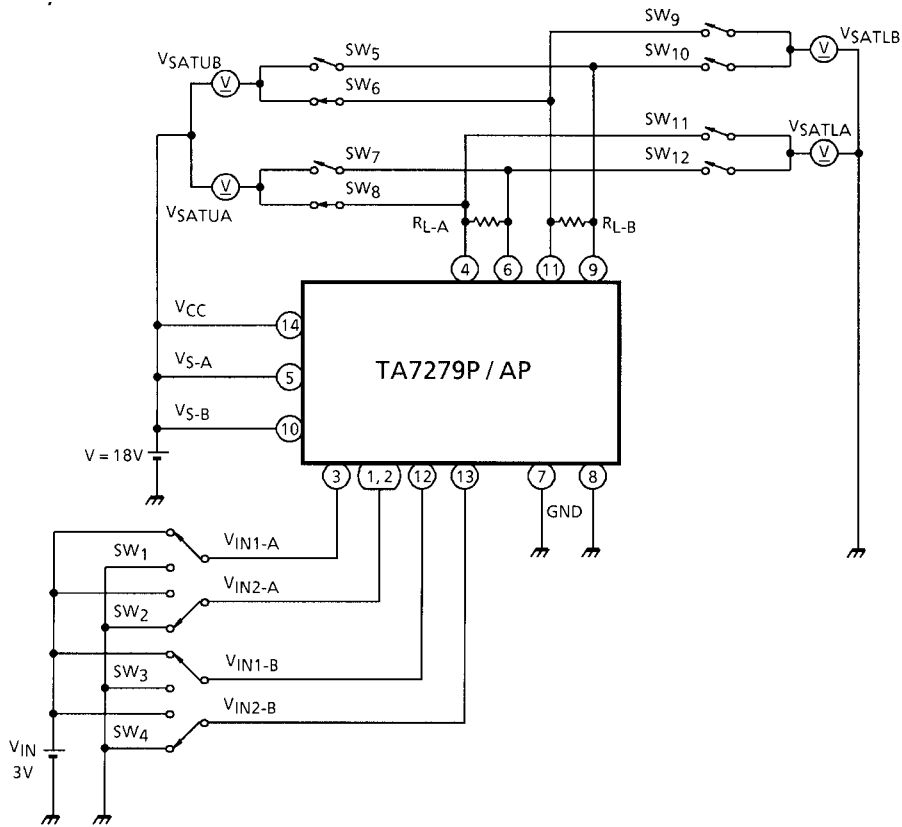 SW9
VSATLB
V
SW10
SW5
VSATUB
V
SW6
SW11
VSATLA
V
SW12
SW7
SW8
V
VSATUA
RL-A
RL-B
4
6
11
9
VCC
14
TA7279P / AP
VS-A
5
VS-B
10
V = 18V
3
1, 2
12
13
7
8
GND
VIN1-A
SW1
VIN2-A
SW2
VIN1-B
SW3
VIN2-B
SW4
VIN
3V